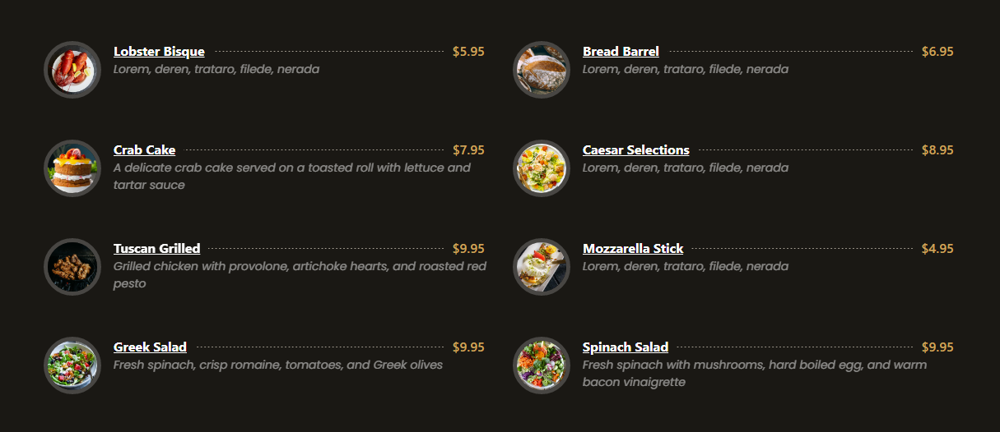 Lobster Bisque $5.95
Lorem, deren, trataro, filede, nerada
Crab Cake $7.95
A delicate crab cake served on a toasted roll with lettuce and
tartar sauce
Tuscan Grilled $9.95
Grilled chicken with provolone, artichoke hearts, and roasted red
pesto
Greek Salad $9.95
Fresh spinach, crisp romaine, tomatoes, and Greek olives
Bread Barrel $6.95
Lorem, deren, trataro, filede, nerada
Caesar Selections $8.95
Lorem, deren, trataro, filede, nerada
Mozzarella Stick $4.95
Lorem, deren, trataro, filede, nerada
Spinach Salad $9.95
Fresh spinach with mushrooms, hard boiled egg, and warm
bacon vinaigrette